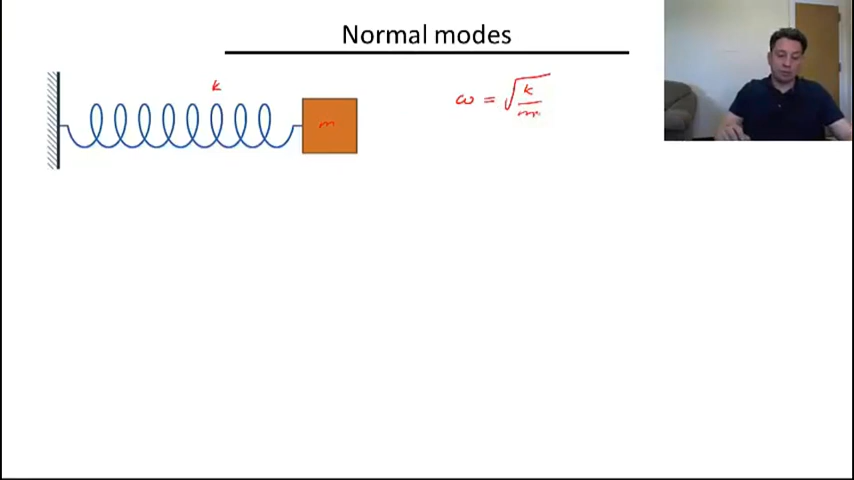 Normal modes
k
m
ω = √(k/m)